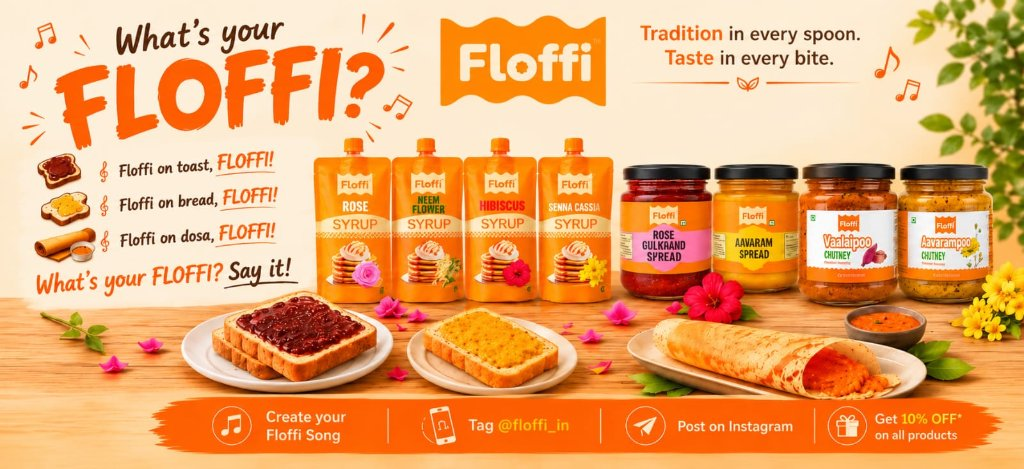 What's your
FLOFFI?
Floffi on toast, FLOFFI!
Floffi on bread, FLOFFI!
Floffi on dosa, FLOFFI!
What's your FLOFFI? Say it!
Floffi
Tradition in every spoon.
Taste in every bite.
Floffi
ROSE
SYRUP
Floffi
NEEM
FLOWER
SYRUP
Floffi
HIBISCUS
SYRUP
Floffi
SENNA CASSIA
SYRUP
Floffi
ROSE
GULKAAND
SPREAD
Floffi
AAVARAM
SPREAD
Floffi
Vaalaipoo
CHUTNEY
Floffi
Aavarampoo
CHUTNEY
Create your
Floffi Song
Tag @floffi_in
Post on Instagram
Get 10% OFF*
on all products